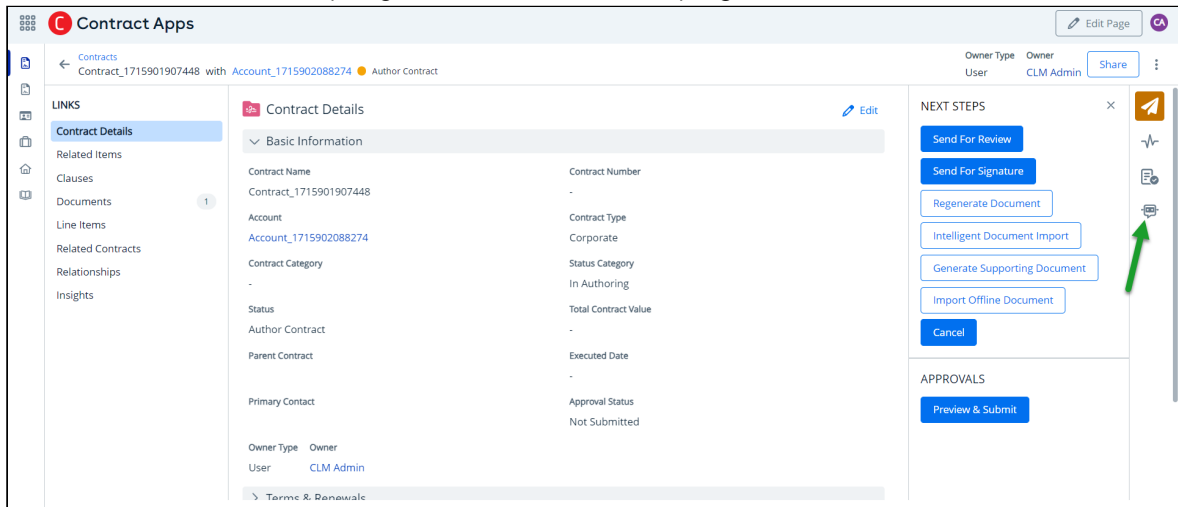 Contract Apps
Edit Page
CA
Contracts
Contract_1715901907448 with Account_1715902088274 Author Contract
Owner Type Owner
User CLM Admin
Share
LINKS
Contract Details
Related Items
Clauses
Documents 1
Line Items
Related Contracts
Relationships
Insights
Contract Details
Edit
Basic Information
Contract Name
Contract_1715901907448
Contract Number
-
Account
Account_1715902088274
Contract Type
Corporate
Contract Category
-
Status Category
In Authoring
Status
Author Contract
Total Contract Value
-
Parent Contract
Executed Date
-
Primary Contact
Approval Status
Not Submitted
Owner Type Owner
User CLM Admin
Terms & Renewals
NEXT STEPS
Send For Review
Send For Signature
Regenerate Document
Intelligent Document Import
Generate Supporting Document
Import Offline Document
Cancel
APPROVALS
Preview & Submit